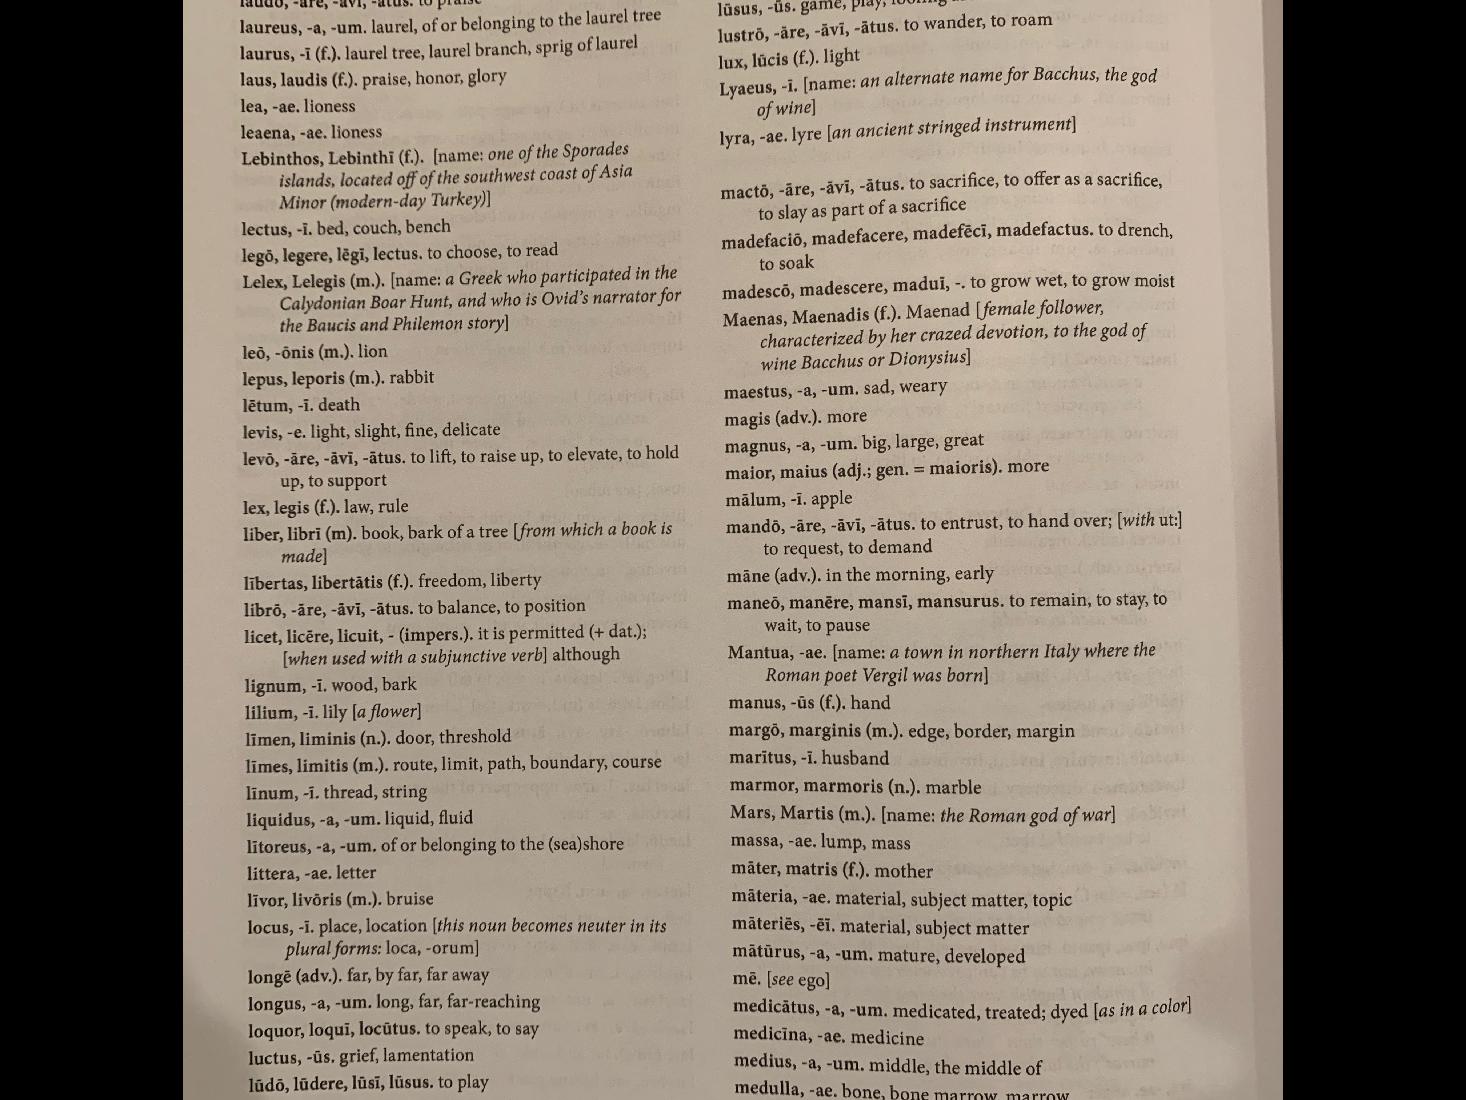 laudō, -āre, -āvī, -ātus. to praise
laureus, -a, -um. laurel, of or belonging to the laurel tree
laurus, -ī (f.). laurel tree, laurel branch, sprig of laurel
laus, laudis (f.). praise, honor, glory
lea, -ae. lioness
leaena, -ae. lioness
Lebinthos, Lebinthī (f.). [name: one of the Sporades
islands, located off of the southwest coast of Asia
Minor (modern-day Turkey)]
lectus, -ī. bed, couch, bench
legō, legere, lēgī, lectus. to choose, to read
Lelex, Lelegis (m.). [name: a Greek who participated in the
Calydonian Boar Hunt, and who is Ovid's narrator for
the Baucis and Philemon story]
leō, -ōnis (m.). lion
lepus, leporis (m.). rabbit
lētum, -ī. death
levis, -e. light, slight, fine, delicate
levō, -āre, -āvī, -ātus. to lift, to raise up, to elevate, to hold
up, to support
lex, legis (f.). law, rule
liber, librī (m). book, bark of a tree [from which a book is
made]
lībertas, libertātis (f.). freedom, liberty
librō, -āre, -āvī, -ātus. to balance, to position
licet, licēre, licuit, - (impers.). it is permitted (+ dat.);
[when used with a subjunctive verb] although
lignum, -ī. wood, bark
lilium, -ī. lily [a flower]
līmen, liminis (n.). door, threshold
līmes, limitis (m.). route, limit, path, boundary, course
līnum, -ī. thread, string
liquidus, -a, -um. liquid, fluid
lītoreus, -a, -um. of or belonging to the (sea)shore
littera, -ae. letter
līvor, livōris (m.). bruise
locus, -ī. place, location [this noun becomes neuter in its
plural forms: loca, -orum]
longē (adv.). far, by far, far away
longus, -a, -um. long, far, far-reaching
loquor, loquī, locūtus. to speak, to say
luctus, -ūs. grief, lamentation
lūdō, lūdere, lūsī, lūsus. to play
lūsus, -ūs. game, play,
lustrō, -āre, -āvī, -ātus. to wander, to roam
lux, lūcis (f.). light
Lyaeus, -ī. [name: an alternate name for Bacchus, the god
of wine]
lyra, -ae. lyre [an ancient stringed instrument]
mactō, -āre, -āvī, -ātus. to sacrifice, to offer as a sacrifice,
to slay as part of a sacrifice
madefaciō, madefacere, madefēcī, madefactus. to drench,
to soak
madescō, madescere, maduī, -. to grow wet, to grow moist
Maenas, Maenadis (f.). Maenad [female follower,
characterized by her crazed devotion, to the god of
wine Bacchus or Dionysius]
maestus, -a, -um. sad, weary
magis (adv.). more
magnus, -a, -um. big, large, great
maior, maius (adj.; gen. = maioris). more
mālum, -ī. apple
mandō, -āre, -āvī, -ātus. to entrust, to hand over; [with ut:]
to request, to demand
māne (adv.). in the morning, early
maneō, manēre, mansī, mansurus. to remain, to stay, to
wait, to pause
Mantua, -ae. [name: a town in northern Italy where the
Roman poet Vergil was born]
manus, -ūs (f.). hand
margō, marginis (m.). edge, border, margin
marītus, -ī. husband
marmor, marmoris (n.). marble
Mars, Martis (m.). [name: the Roman god of war]
massa, -ae. lump, mass
māter, matris (f.). mother
māteria, -ae. material, subject matter, topic
māteriēs, -ēī. material, subject matter
mātūrus, -a, -um. mature, developed
mē. [see ego]
medicātus, -a, -um. medicated, treated; dyed [as in a color]
medicīna, -ae. medicine
medius, -a, -um. middle, the middle of
medulla, -ae. bone, bone marrow, marrow